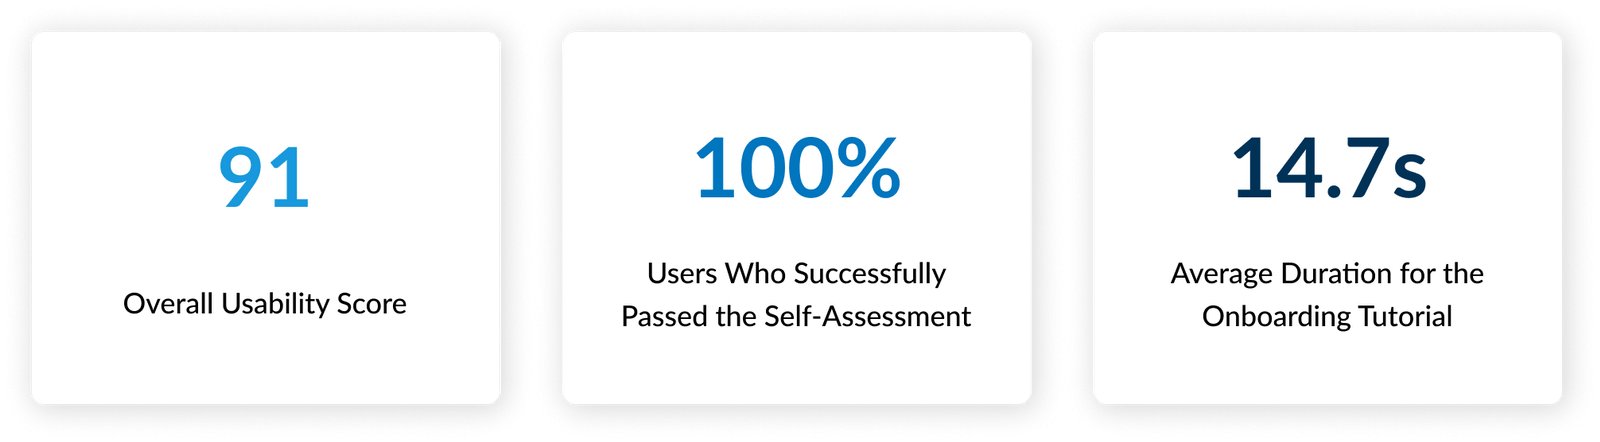 91
Overall Usability Score
100%
Users Who Successfully
Passed the Self-Assessment
14.7s
Average Duration for the
Onboarding Tutorial